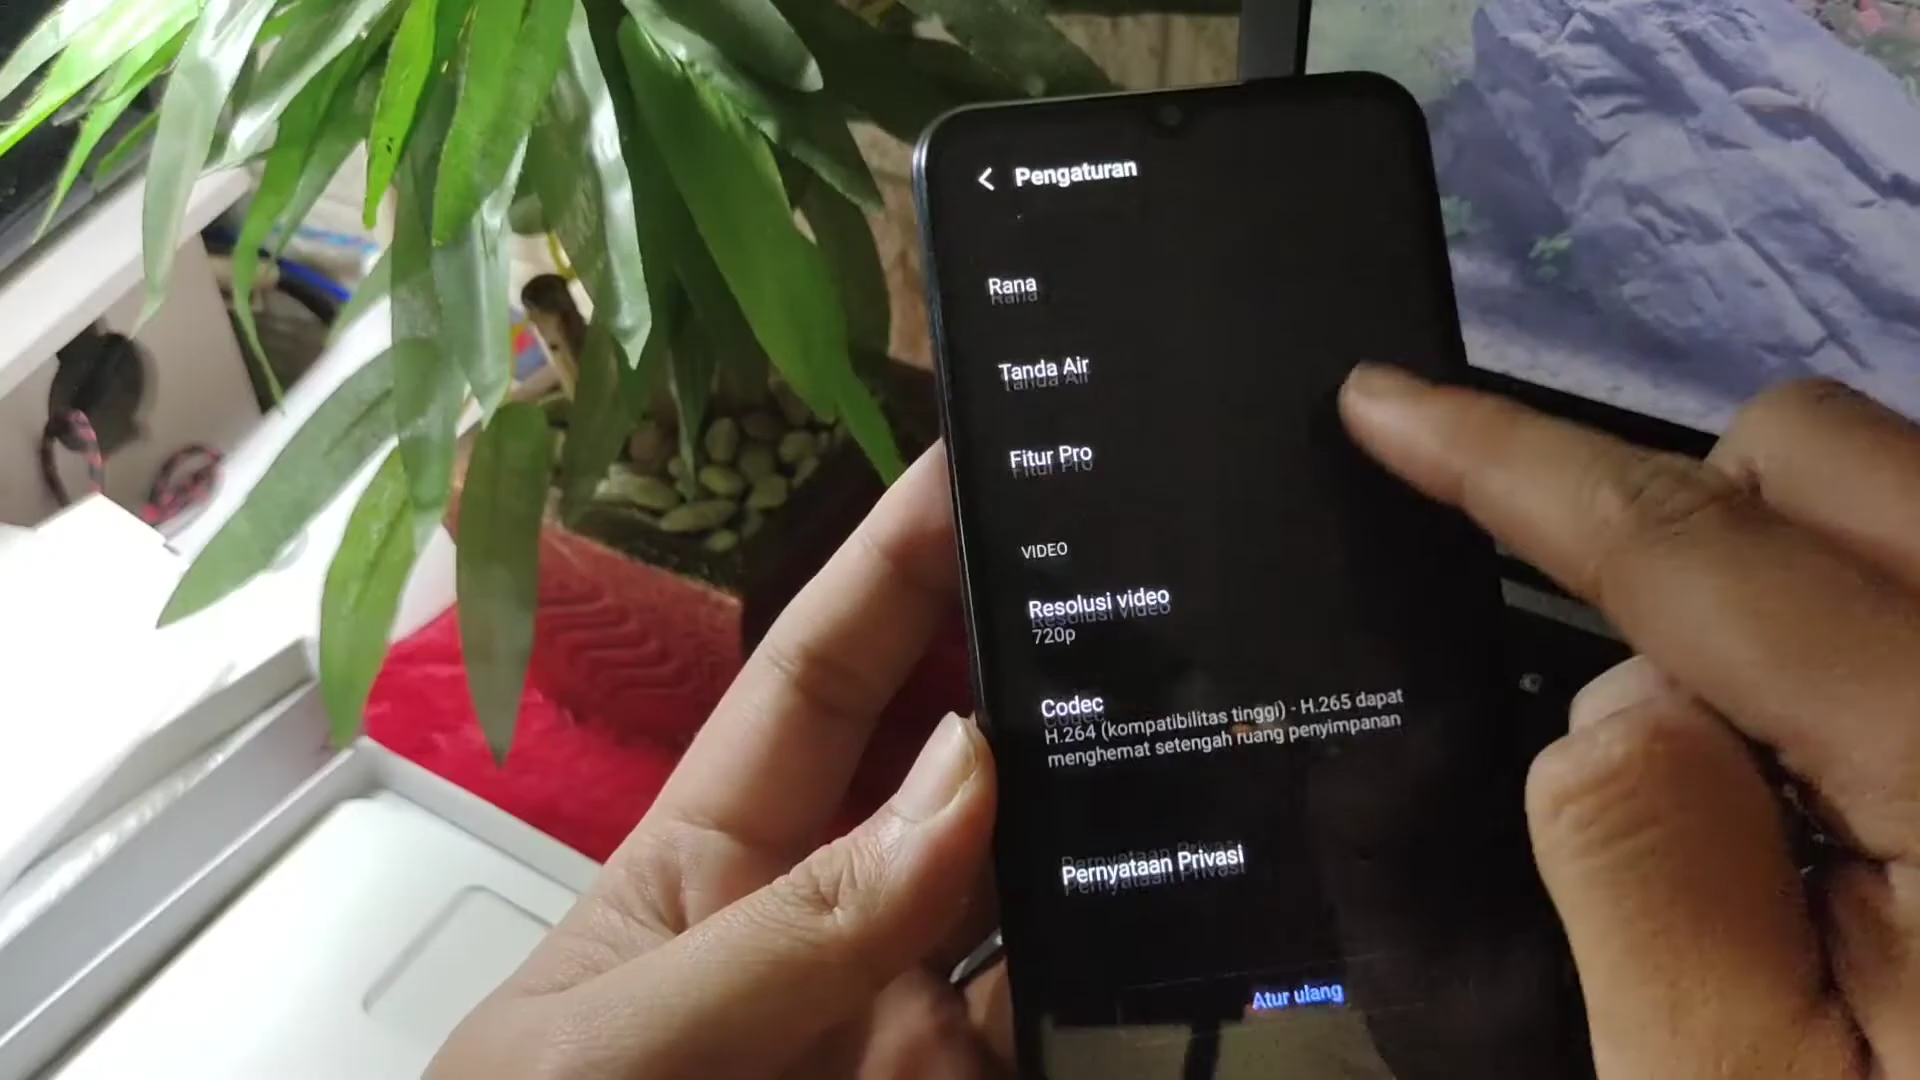 Pengaturan
Rana
Tanda Air
Fitur Pro
VIDEO
Resolusi video
720p
Codec
H.264 (kompatibilitas tinggi) - H.265 dapat
menghemat setengah ruang penyimpanan
Pernyataan Privasi
Atur ulang